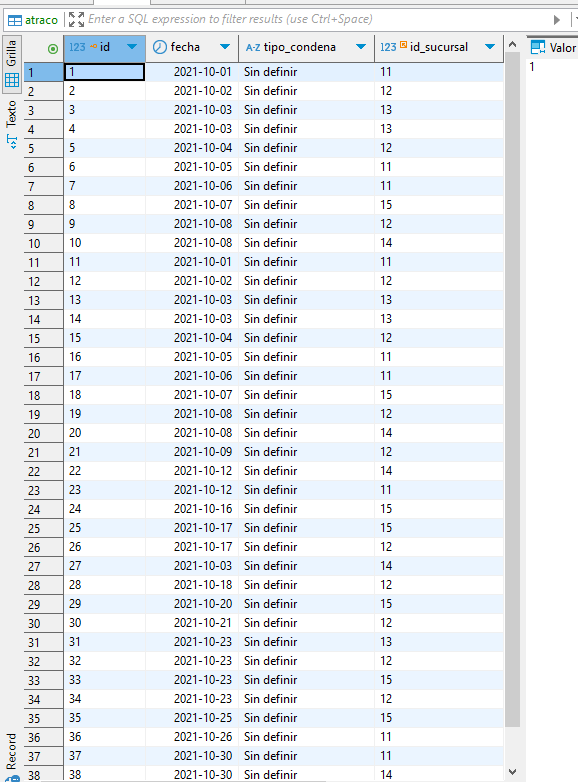 atraco Enter a SQL expression to filter results (use Ctrl+Space)
Grilla
Texto
Record
123 id fecha A-Z tipo_condena 123 id_sucursal Valor
1 1 2021-10-01 Sin definir 11 1
2 2 2021-10-02 Sin definir 12
3 3 2021-10-03 Sin definir 13
4 4 2021-10-03 Sin definir 13
5 5 2021-10-04 Sin definir 12
6 6 2021-10-05 Sin definir 11
7 7 2021-10-06 Sin definir 11
8 8 2021-10-07 Sin definir 15
9 9 2021-10-08 Sin definir 12
10 10 2021-10-08 Sin definir 14
11 11 2021-10-01 Sin definir 11
12 12 2021-10-02 Sin definir 12
13 13 2021-10-03 Sin definir 13
14 14 2021-10-03 Sin definir 13
15 15 2021-10-04 Sin definir 12
16 16 2021-10-05 Sin definir 11
17 17 2021-10-06 Sin definir 11
18 18 2021-10-07 Sin definir 15
19 19 2021-10-08 Sin definir 12
20 20 2021-10-08 Sin definir 14
21 21 2021-10-09 Sin definir 12
22 22 2021-10-12 Sin definir 14
23 23 2021-10-12 Sin definir 11
24 24 2021-10-16 Sin definir 15
25 25 2021-10-17 Sin definir 15
26 26 2021-10-17 Sin definir 12
27 27 2021-10-03 Sin definir 14
28 28 2021-10-18 Sin definir 12
29 29 2021-10-20 Sin definir 15
30 30 2021-10-21 Sin definir 12
31 31 2021-10-23 Sin definir 13
32 32 2021-10-23 Sin definir 12
33 33 2021-10-23 Sin definir 15
34 34 2021-10-23 Sin definir 12
35 35 2021-10-25 Sin definir 15
36 36 2021-10-26 Sin definir 11
37 37 2021-10-30 Sin definir 11
38 38 2021-10-30 Sin definir 14